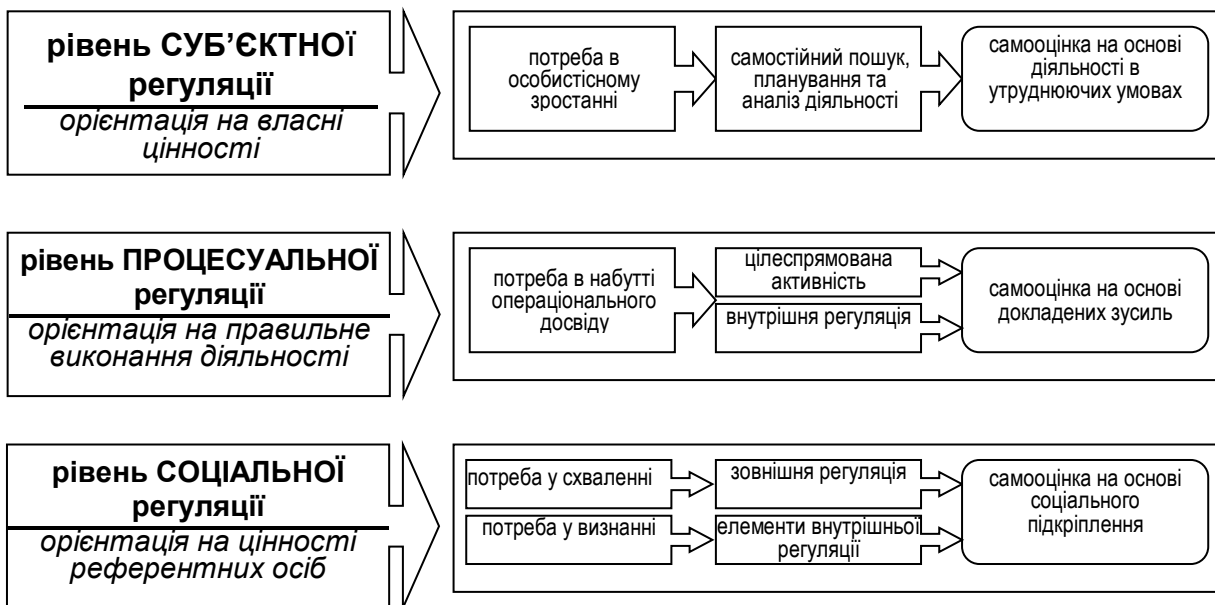 рівень СУБ’ЄКТНОЇ
регуляції
орієнтація на власні
цінності
потреба в
особистісному
зростанні
самостійний пошук,
планування та
аналіз діяльності
самооцінка на основі
діяльності в
утруднюючих умовах
рівень ПРОЦЕСУАЛЬНОЇ
регуляції
орієнтація на правильне
виконання діяльності
потреба в набутті
операціонального
досвіду
цілеспрямована
активність
внутрішня регуляція
самооцінка на основі
докладених зусиль
рівень СОЦІАЛЬНОЇ
регуляції
орієнтація на цінності
референтних осіб
потреба у схваленні
зовнішня регуляція
потреба у визнанні
елементи внутрішньої
регуляції
самооцінка на основі
соціального
підкріплення